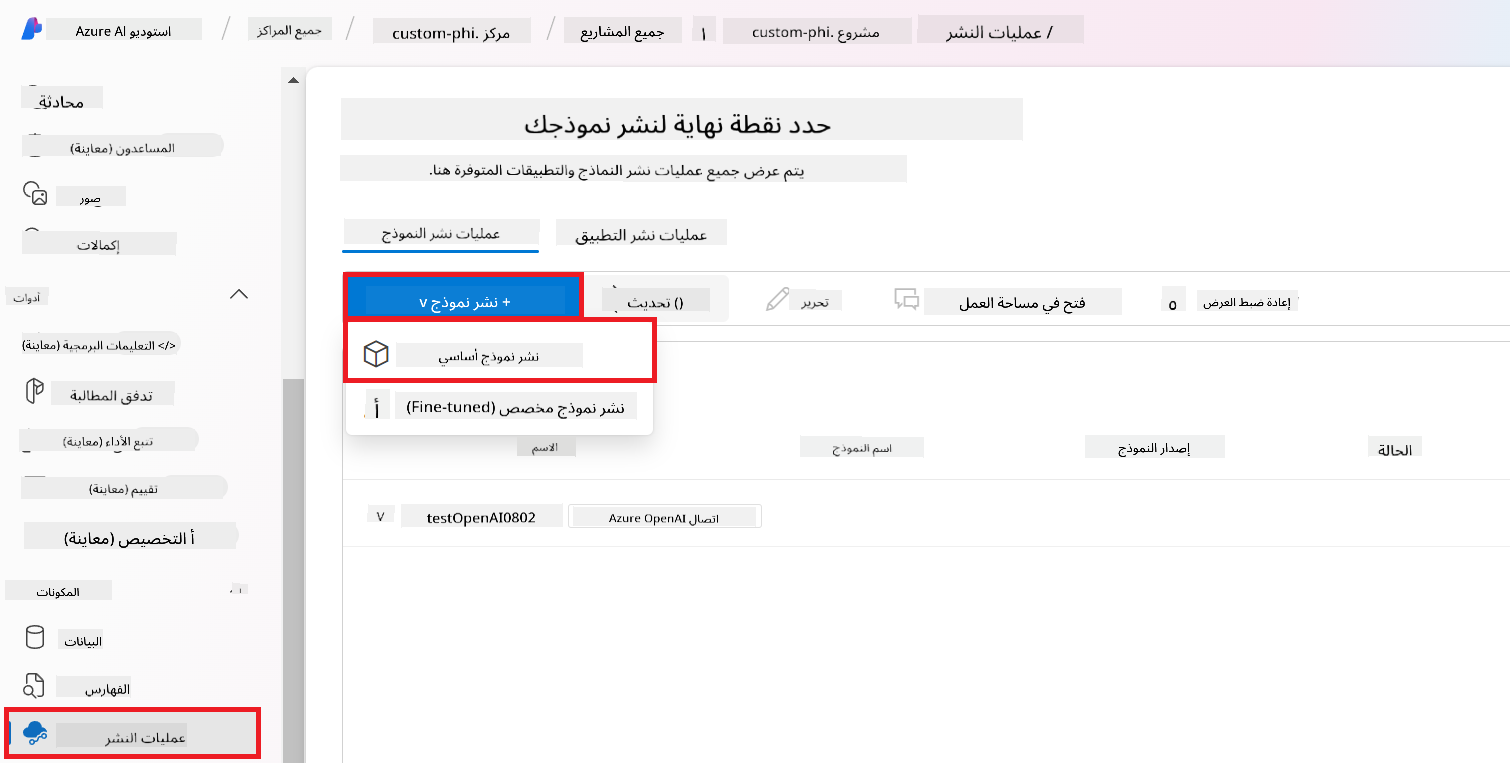 استوديو Azure AI / جميع المراكز / مركز custom-phi. / جميع المشاريع ا مشروع custom-phi. / عمليات النشر
محادثة
المساعدون (معاينة)
صور
إكمالات
أدوات
</> التعليمات البرمجية (معاينة)
تدفق المطالبة
تتبع الأداء (معاينة)
تقييم (معاينة)
أ التخصيص (معاينة)
المكونات
البيانات
الفهارس
عمليات النشر
حدد نقطة نهاية لنشر نموذجك
يتم عرض جميع عمليات نشر النماذج والتطبيقات المتوفرة هنا.
عمليات نشر النموذج عمليات نشر التطبيق
+ نشر نموذج v () تحديث تحرير فتح في مساحة العمل o إعادة ضبط العرض
نشر نموذج أساسي
أ نشر نموذج مخصص (Fine-tuned)
الاسم اسم النموذج إصدار النموذج الحالة
v testOpenAI0802 اتصال Azure OpenAI